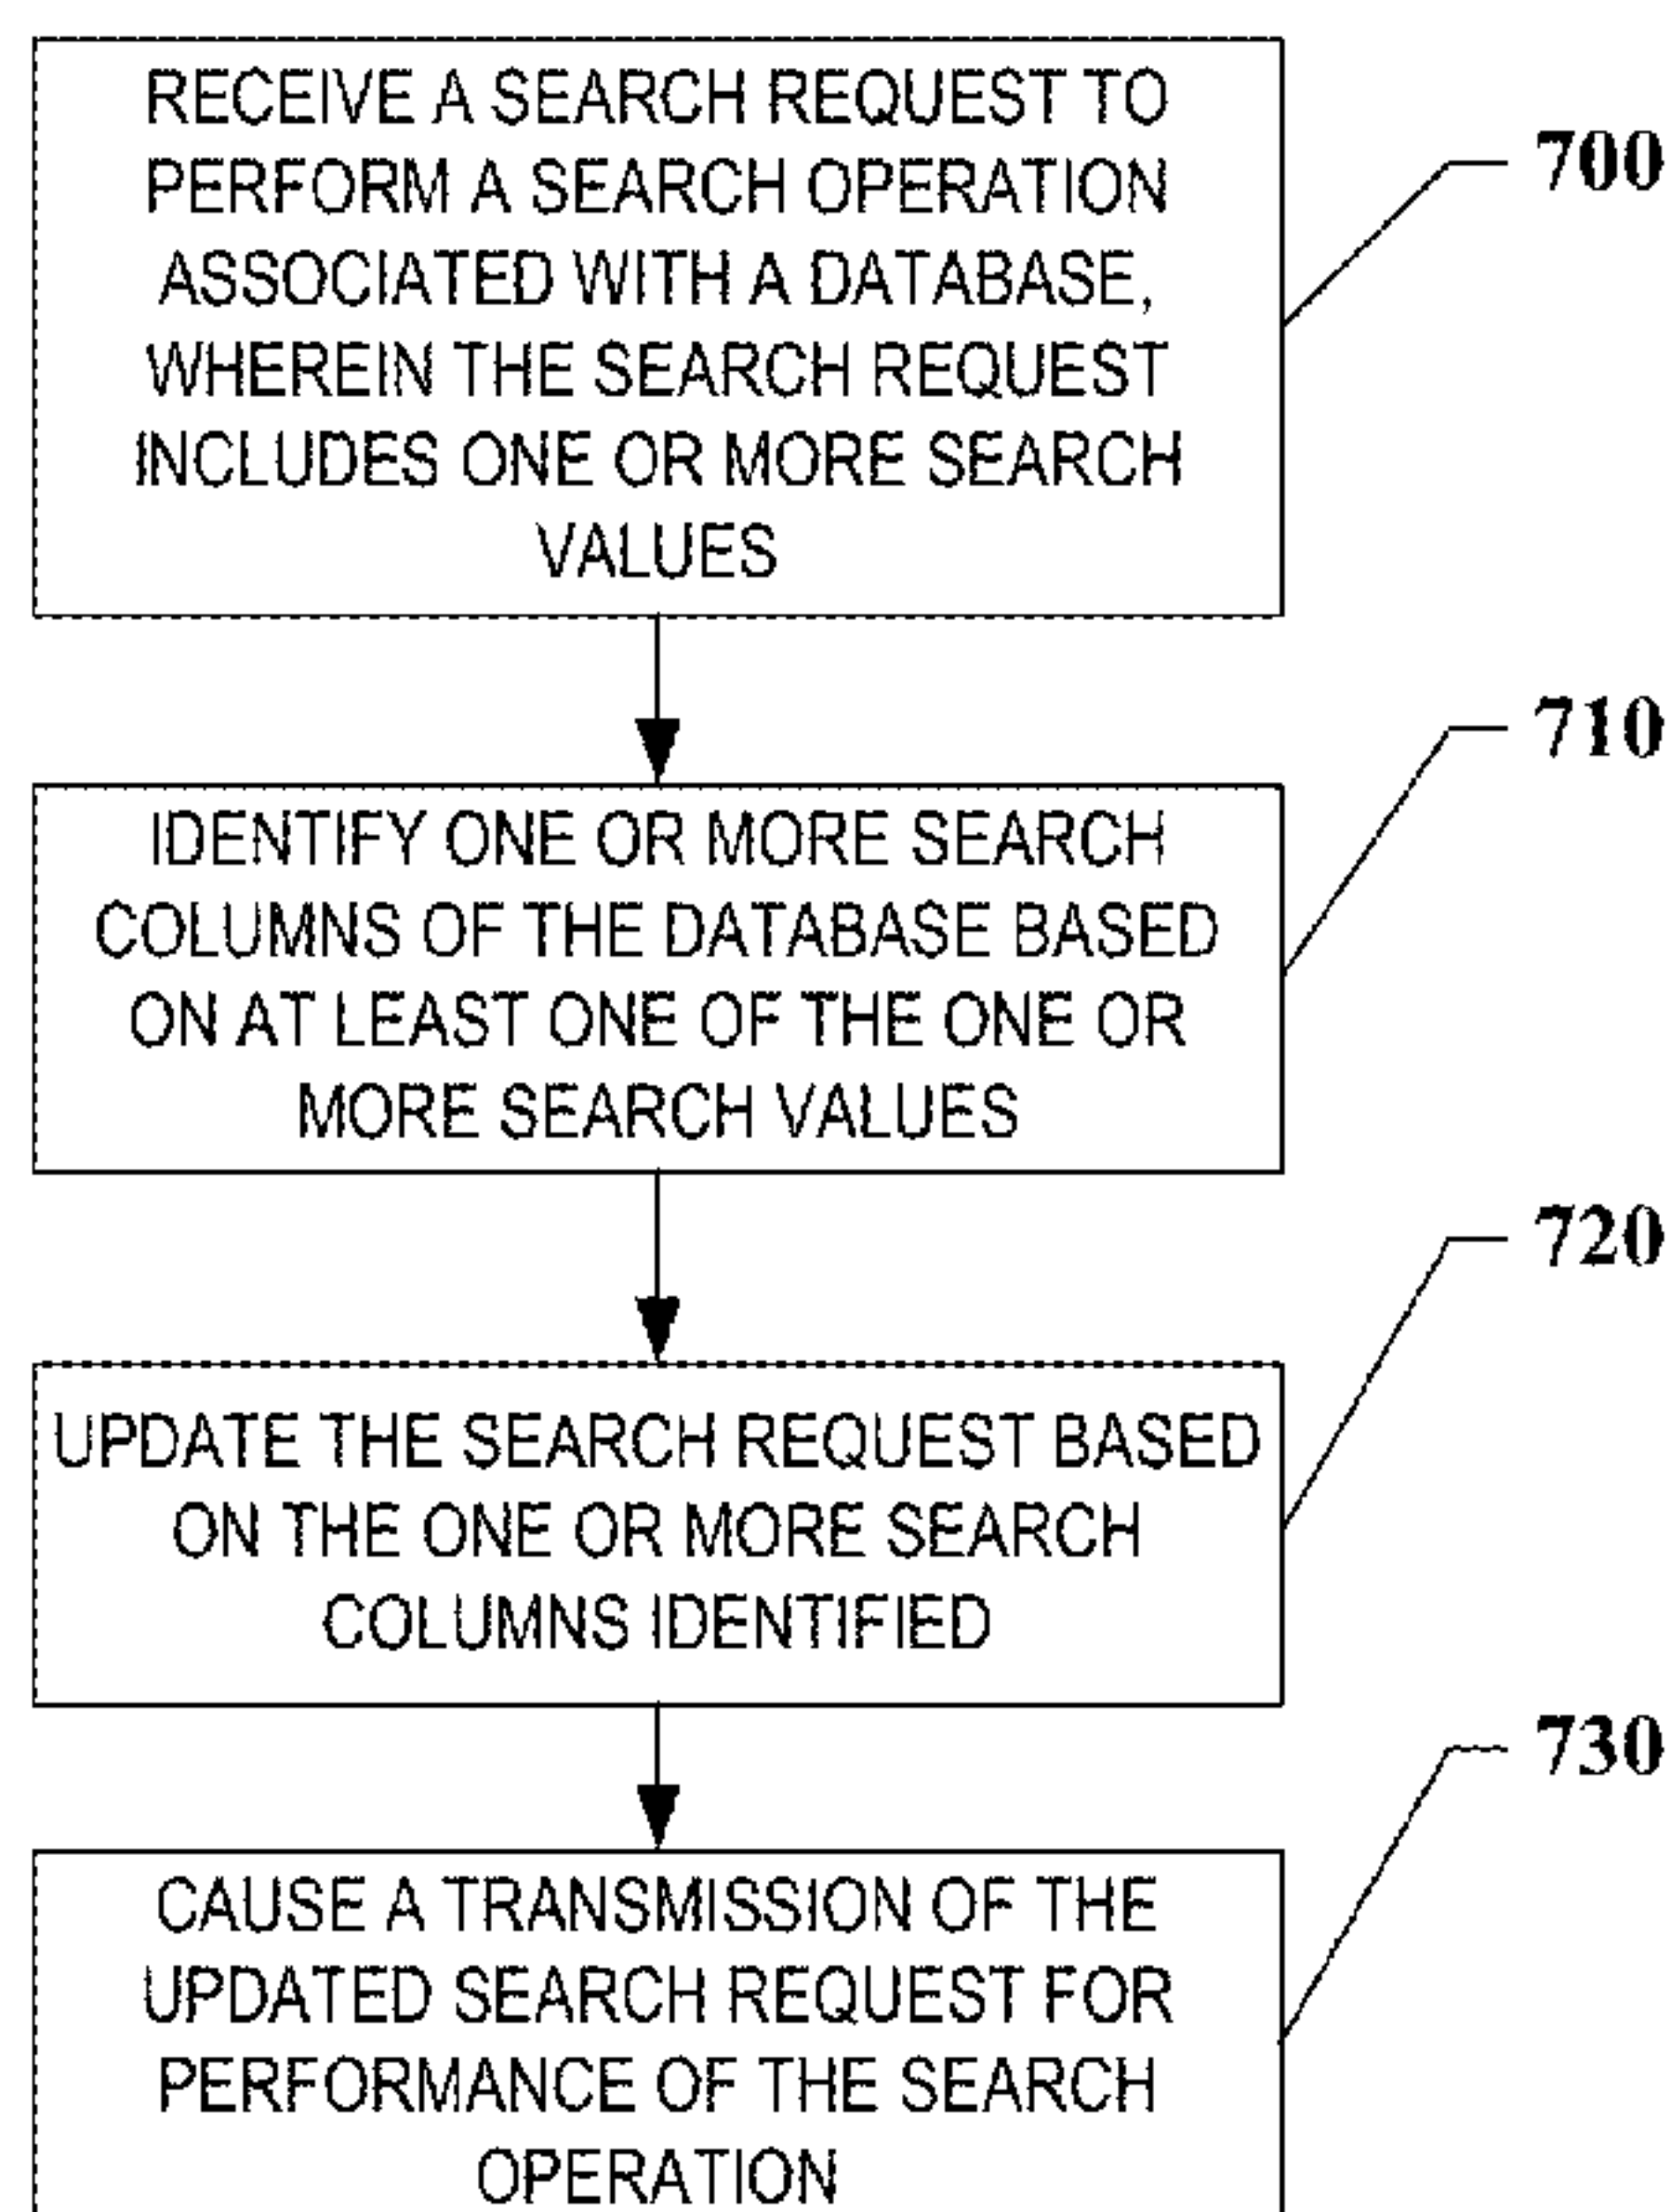 RECEIVE A SEARCH REQUEST TO
PERFORM A SEARCH OPERATION
ASSOCIATED WITH A DATABASE,
WHEREIN THE SEARCH REQUEST
INCLUDES ONE OR MORE SEARCH
VALUES
700
IDENTIFY ONE OR MORE SEARCH
COLUMNS OF THE DATABASE BASED
ON AT LEAST ONE OF THE ONE OR
MORE SEARCH VALUES
710
UPDATE THE SEARCH REQUEST BASED
ON THE ONE OR MORE SEARCH
COLUMNS IDENTIFIED
720
CAUSE A TRANSMISSION OF THE
UPDATED SEARCH REQUEST FOR
PERFORMANCE OF THE SEARCH
OPERATION
730